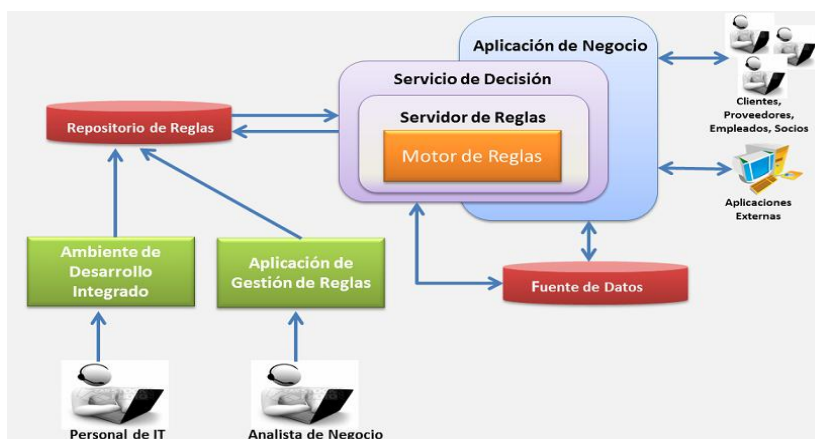 Aplicación de Negocio
Servicio de Decisión
Servidor de Reglas
Motor de Reglas
Repositorio de Reglas
Clientes,
Proveedores,
Empleados, Socios
Aplicaciones
Externas
Ambiente de
Desarrollo
Integrado
Aplicación de
Gestión de Reglas
Fuente de Datos
Personal de IT
Analista de Negocio